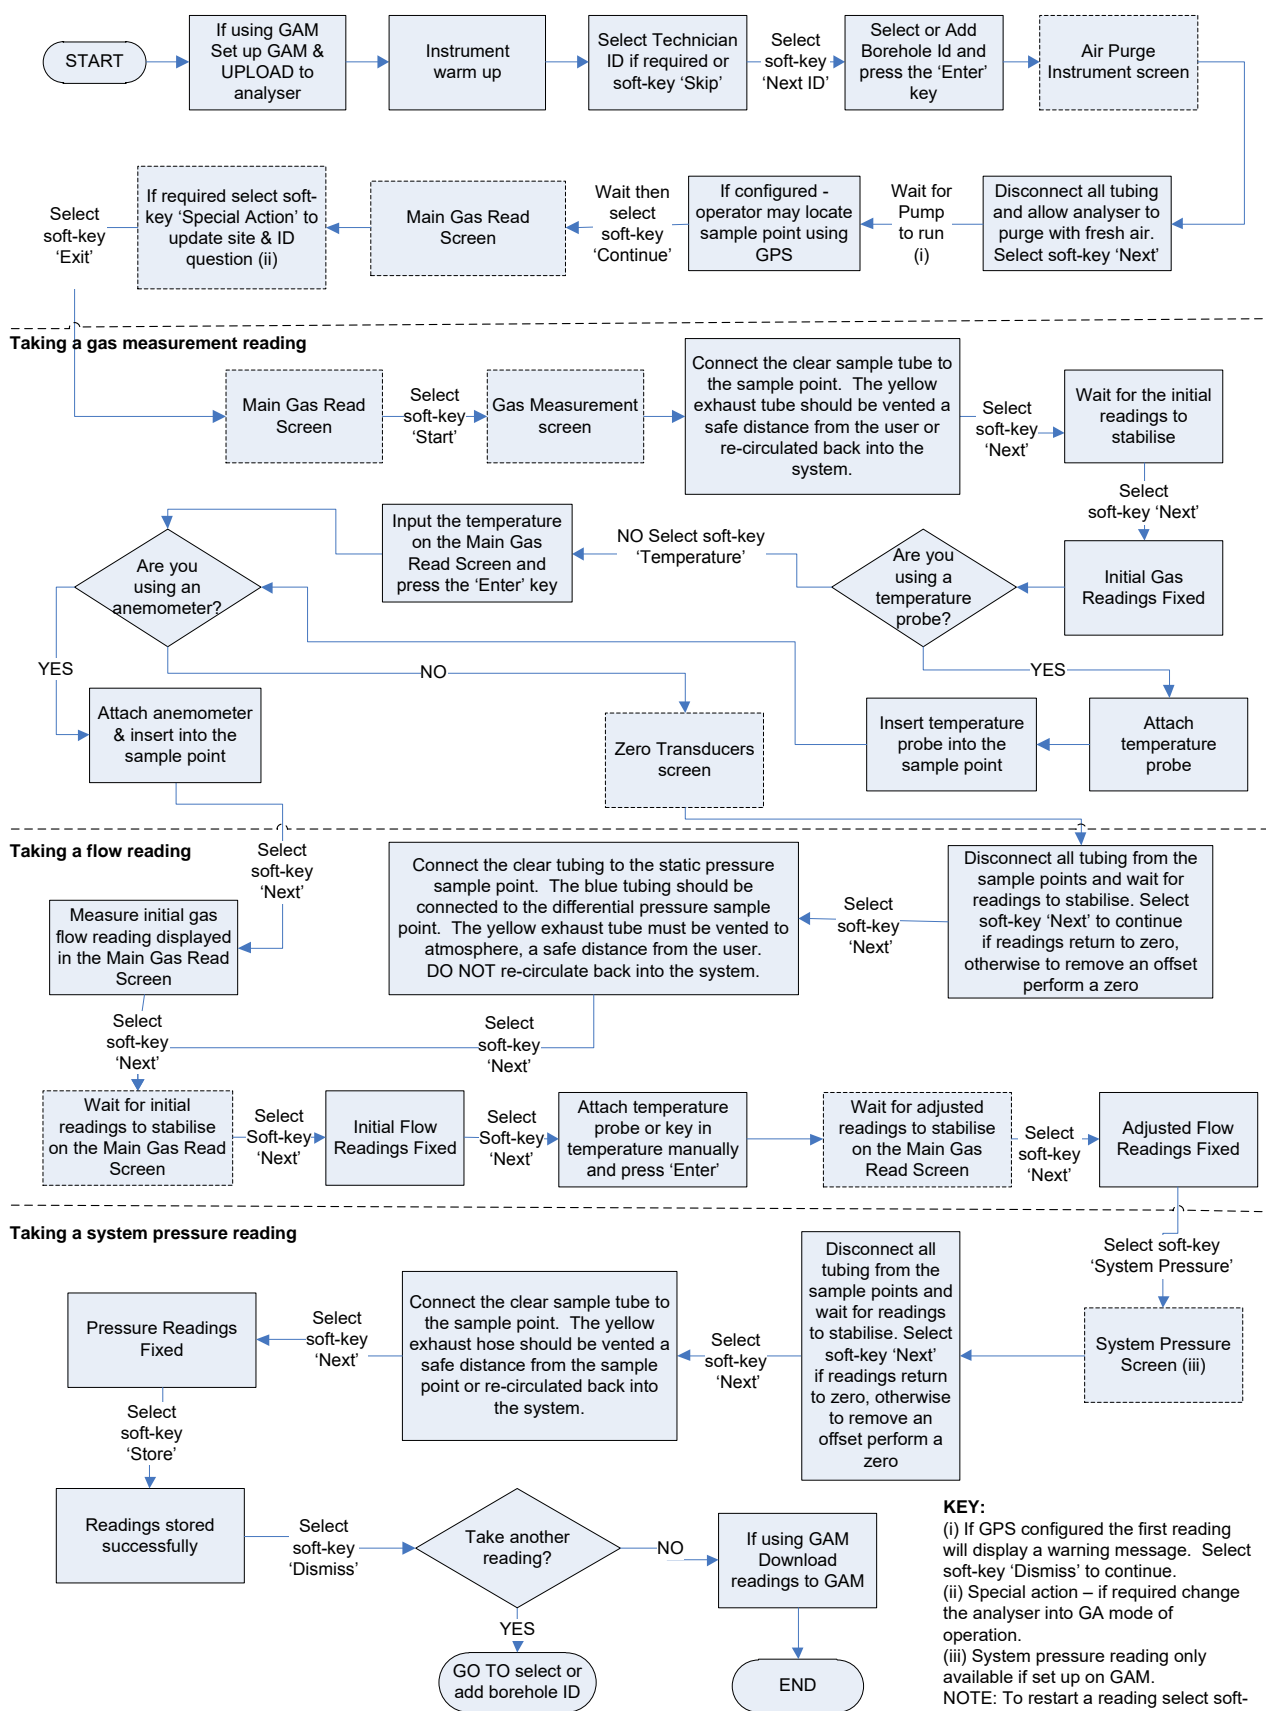 START
If using GAM
Set up GAM &
UPLOAD to
analyser
Instrument
warm up
Select Technician
ID if required or
soft-key ‘Skip’
Select
soft-key
‘Next ID’
Select or Add
Borehole Id and
press the ‘Enter’
key
Air Purge
Instrument screen
Disconnect all tubing
and allow analyser to
purge with fresh air.
Select soft-key ‘Next’
Wait for
Pump
to run
(i)
If configured -
operator may locate
sample point using
GPS
Wait then
select
soft-key
‘Continue’
Main Gas Read
Screen
If required select soft-
key ‘Special Action’ to
update site & ID
question (ii)
Select
soft-key
‘Exit’
Taking a gas measurement reading
Main Gas Read
Screen
Select
soft-key
‘Start’
Gas Measurement
screen
Connect the clear sample tube to
the sample point.  The yellow
exhaust tube should be vented a
safe distance from the user or
re-circulated back into the
system.
Select
soft-key
‘Next’
Wait for the initial
readings to
stabilise
Select
soft-key ‘Next’
Initial Gas
Readings Fixed
Are you
using a
temperature
probe?
NO Select soft-key
‘Temperature’
Input the temperature
on the Main Gas
Read Screen and
press the ‘Enter’ key
YES
Attach
temperature
probe
Insert temperature
probe into the
sample point
Are you
using an
anemometer?
YES
NO
Attach anemometer
& insert into the
sample point
Zero Transducers
screen
Taking a flow reading
Select
soft-key
‘Next’
Measure initial gas
flow reading displayed
in the Main Gas Read
Screen
Disconnect all tubing from the
sample points and wait for
readings to stabilise. Select
soft-key ‘Next’ to continue
if readings return to zero,
otherwise to remove an offset
perform a zero
Select
soft-key
‘Next’
Connect the clear tubing to the static pressure
sample point.  The blue tubing should be
connected to the differential pressure sample
point.  The yellow exhaust tube must be vented to
atmosphere, a safe distance from the user.
DO NOT re-circulate back into the system.
Select
soft-key
‘Next’
Select
soft-key
‘Next’
Wait for initial
readings to stabilise
on the Main Gas Read
Screen
Select
Soft-key
‘Next’
Initial Flow
Readings Fixed
Select
Soft-key
‘Next’
Attach temperature
probe or key in
temperature manually
and press ‘Enter’
Wait for adjusted
readings to stabilise
on the Main Gas
Read Screen
Select
soft-key
‘Next’
Adjusted Flow
Readings Fixed
Taking a system pressure reading
Select soft-key
‘System Pressure’
System Pressure
Screen (iii)
Disconnect all
tubing from the
sample points and
wait for readings
to stabilise. Select
soft-key ‘Next’
if readings return
to zero, otherwise
to remove an
offset perform a
zero
Select
soft-key
‘Next’
Connect the clear sample tube to
the sample point.  The yellow
exhaust hose should be vented a
a safe distance from the sample
point or re-circulated back into
the system.
Select
soft-key
‘Next’
Pressure Readings
Fixed
Select
soft-key
‘Store’
Readings stored
successfully
Select
soft-key
‘Dismiss’
Take another
reading?
NO
If using GAM
Download
readings to GAM
YES
GO TO select or
add borehole ID
END
KEY:
(i) If GPS configured the first reading
will display a warning message.  Select
soft-key ‘Dismiss’ to continue.
(ii) Special action – if required change
the analyser into GA mode of
operation.
(iii) System pressure reading only
available if set up on GAM.
NOTE: To restart a reading select soft-